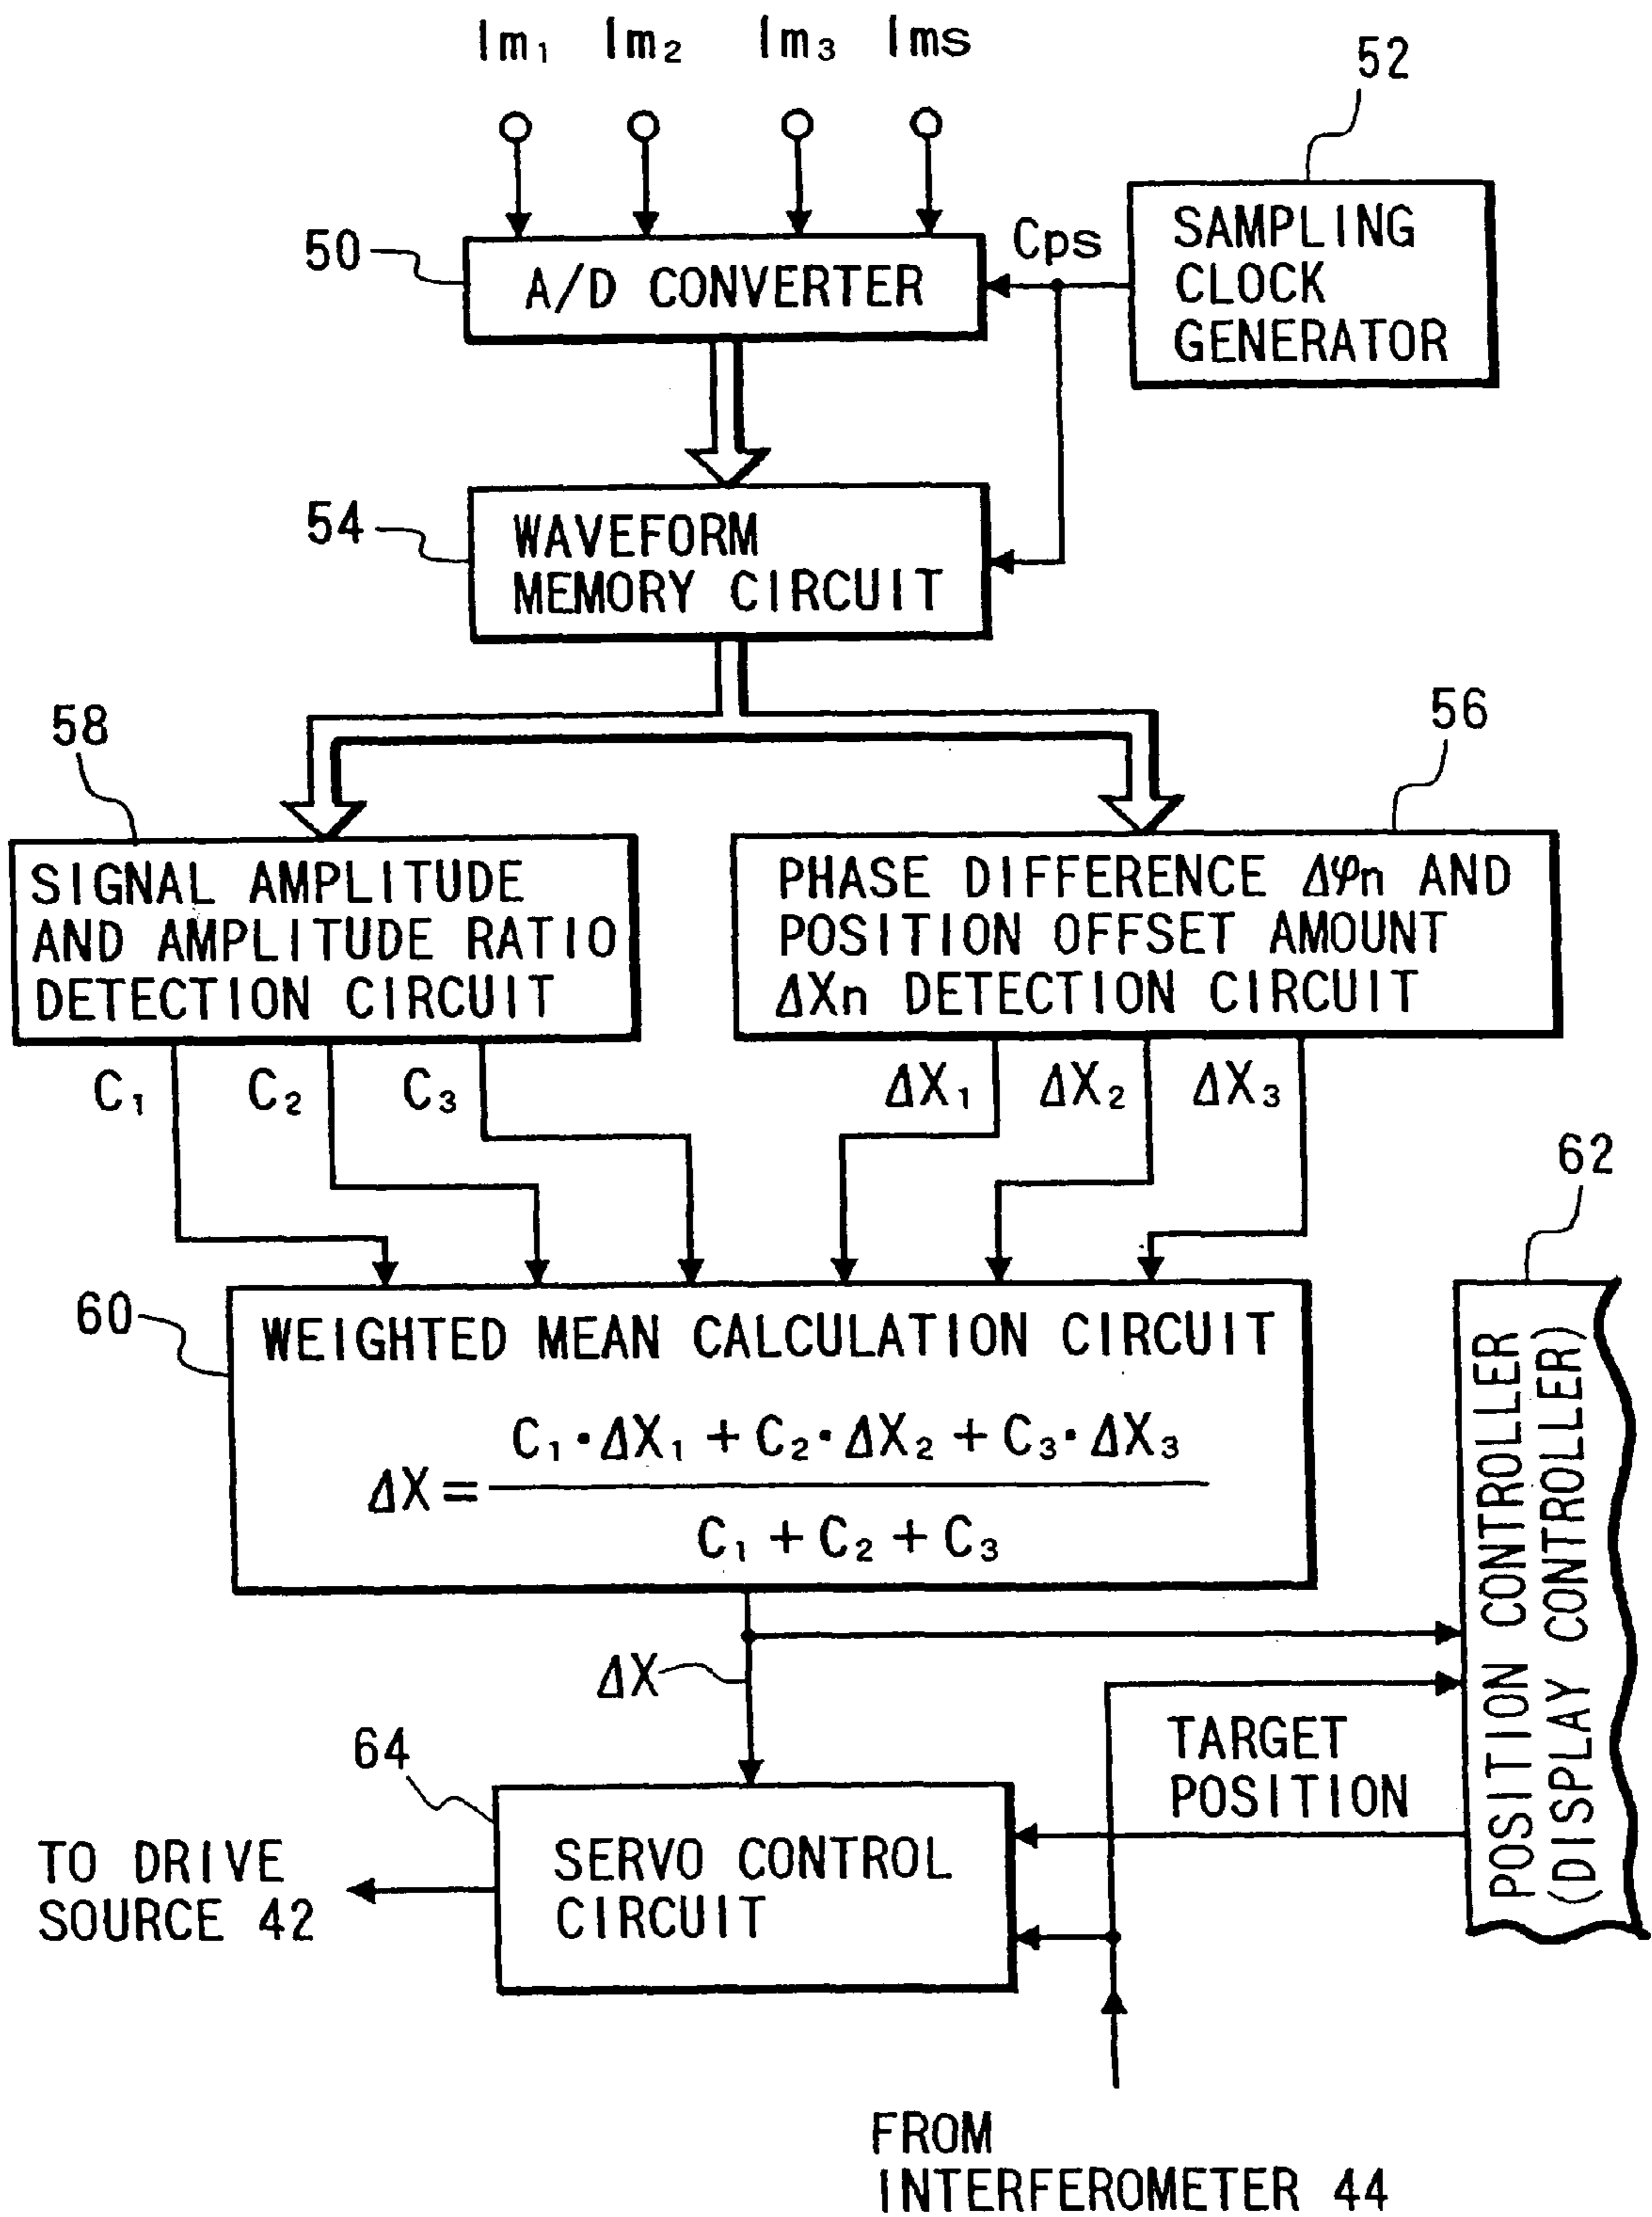 Im₁ Im₂ Im₃ Ims
52
50
A/D CONVERTER
Cps
SAMPLING
CLOCK
GENERATOR
54
WAVEFORM
MEMORY CIRCUIT
58
56
SIGNAL AMPLITUDE
AND AMPLITUDE RATIO
DETECTION CIRCUIT
PHASE DIFFERENCE Δφn AND
POSITION OFFSET AMOUNT
ΔXn DETECTION CIRCUIT
C₁ C₂ C₃
ΔX₁ ΔX₂ ΔX₃
62
60
WEIGHTED MEAN CALCULATION CIRCUIT
C₁·ΔX₁+C₂·ΔX₂+C₃·ΔX₃
ΔX=
C₁+C₂+C₃
POSITION CONTROLLER
(DISPLAY CONTROLLER)
ΔX
64
TARGET
POSITION
SERVO CONTROL
CIRCUIT
TO DRIVE
SOURCE 42
FROM
INTERFEROMETER 44